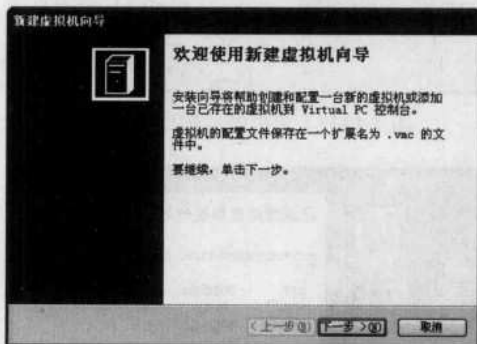 新建虚拟机向导
欢迎使用新建虚拟机向导
安装向导将帮助创建和配置一台新的虚拟机或添加
一台已存在的虚拟机到 Virtual PC 控制台。
虚拟机的配置文件保存在一个扩展名为 .vmc 的文
件中。
要继续，单击下一步。
<上一步(B) 下一步>(N) 取消